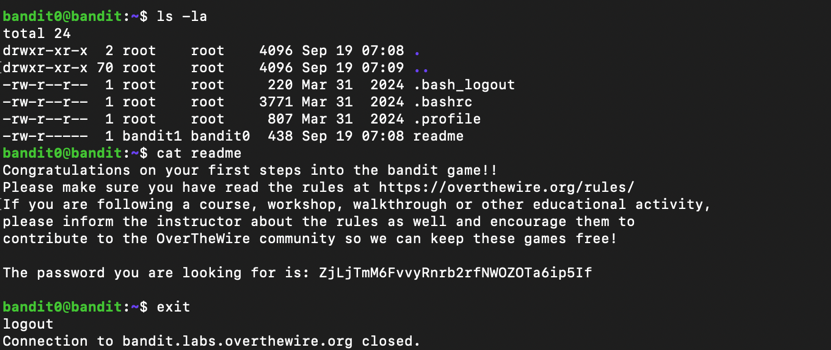 bandit0@bandit:~$ ls -la
total 24
drwxr-xr-x  2 root    root    4096 Sep 19 07:08 .
drwxr-xr-x 70 root    root    4096 Sep 19 07:09 ..
-rw-r--r--  1 root    root     220 Mar 31  2024 .bash_logout
-rw-r--r--  1 root    root    3771 Mar 31  2024 .bashrc
-rw-r--r--  1 root    root     807 Mar 31  2024 .profile
-rw-r-----  1 bandit1 bandit0  438 Sep 19 07:08 readme
bandit0@bandit:~$ cat readme
Congratulations on your first steps into the bandit game!!
Please make sure you have read the rules at https://overthewire.org/rules/
If you are following a course, workshop, walkthrough or other educational activity,
please inform the instructor about the rules as well and encourage them to
contribute to the OverTheWire community so we can keep these games free!

The password you are looking for is: ZjLjTmM6FvvyRnrb2rfNWOZOTa6ip5If

bandit0@bandit:~$ exit
logout
Connection to bandit.labs.overthewire.org closed.